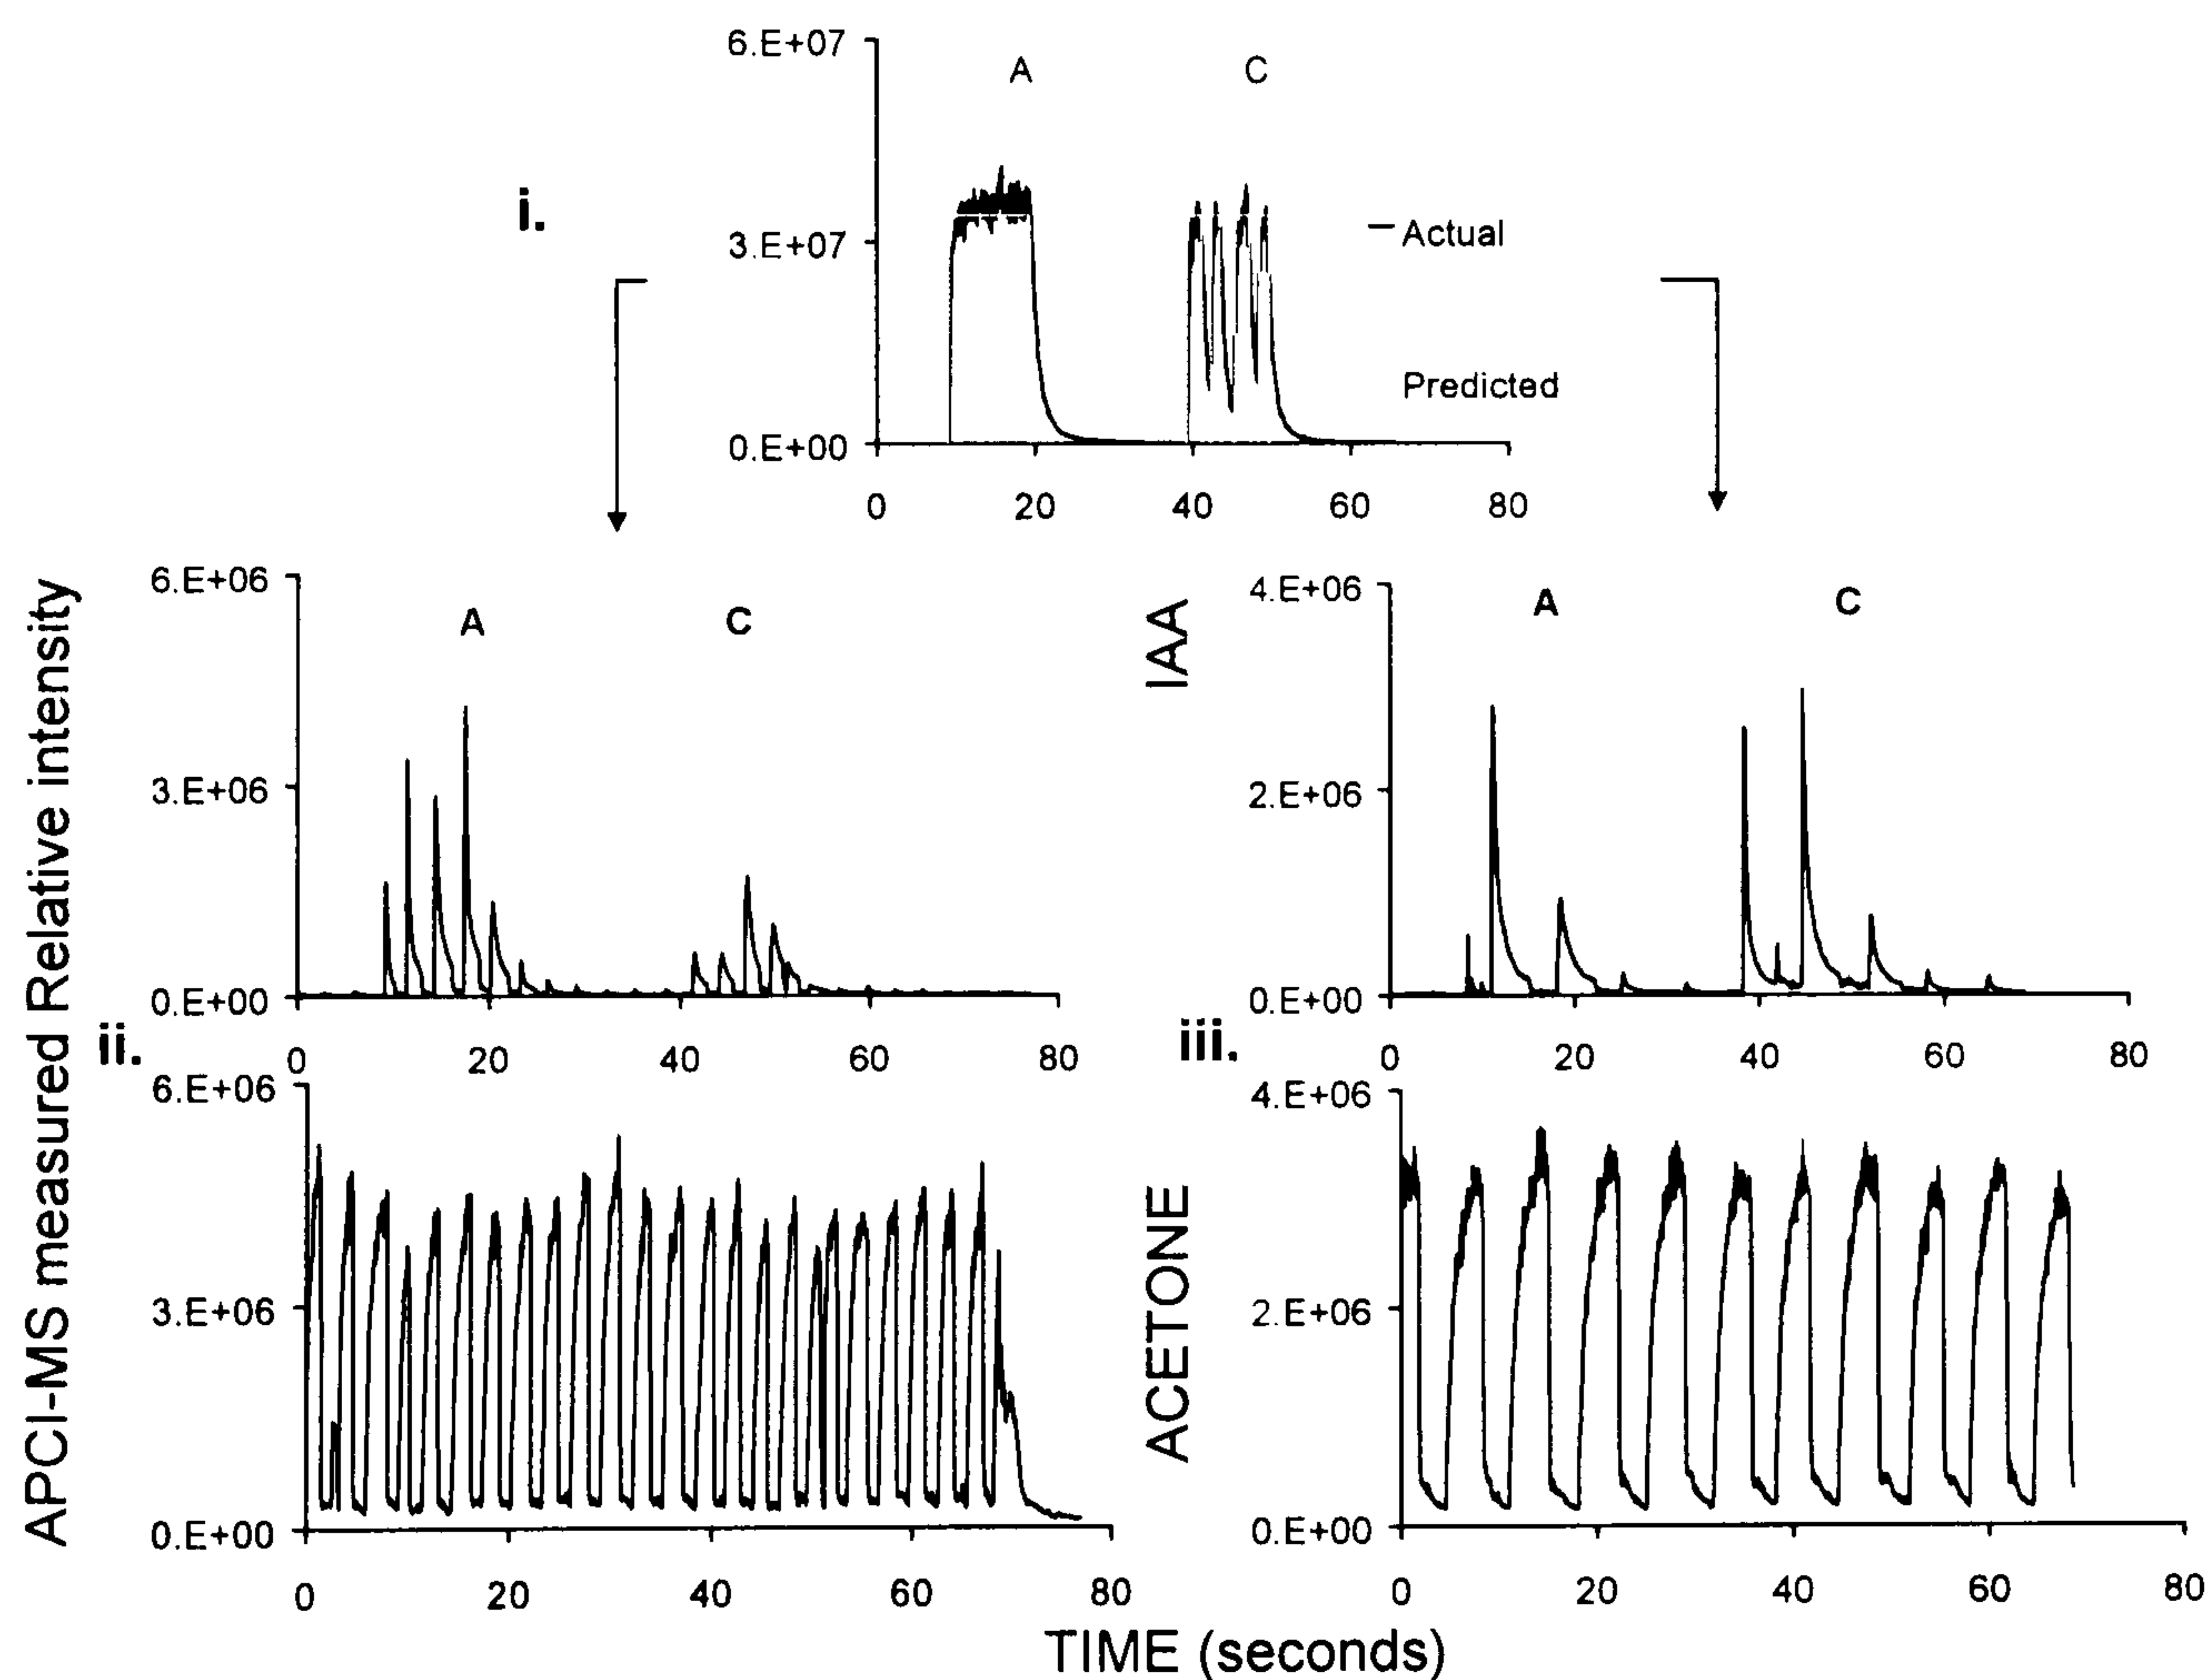 6.E+07
A C
i.
3.E+07
Actual
Predicted
0.E+00
0 20 40 60 80
APCI-MS measured Relative intensity
6.E+06
A C
3.E+06
0.E+00
ii.
0 20 40 60 80
IAA
4.E+06
A C
2.E+06
0.E+00
iii.
0 20 40 60 80
6.E+06
3.E+06
0.E+00
0 20 40 60 80
ACETONE
4.E+06
2.E+06
0.E+00
0 20 40 60 80
TIME (seconds)